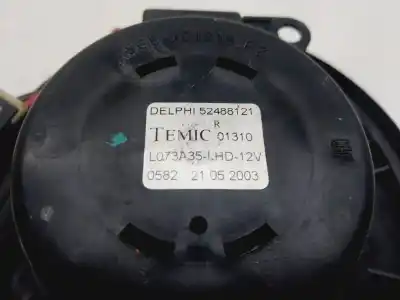 DELPHI 52486121
R
TEMIC 01310
L073A35-LHD-12V
0582 21 05 2003